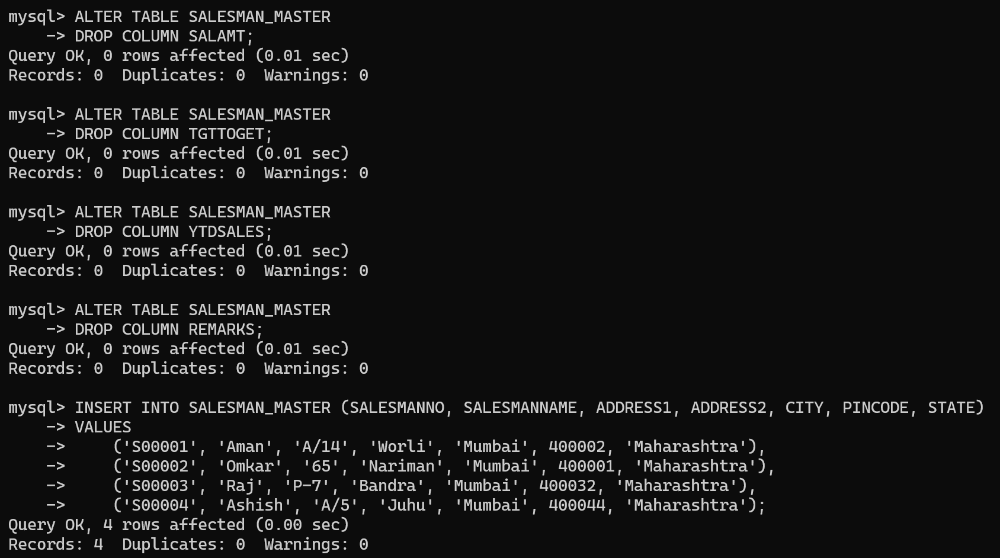 mysql> ALTER TABLE SALESMAN_MASTER
    -> DROP COLUMN SALAMT;
Query OK, 0 rows affected (0.01 sec)
Records: 0  Duplicates: 0  Warnings: 0

mysql> ALTER TABLE SALESMAN_MASTER
    -> DROP COLUMN TGTTOGET;
Query OK, 0 rows affected (0.01 sec)
Records: 0  Duplicates: 0  Warnings: 0

mysql> ALTER TABLE SALESMAN_MASTER
    -> DROP COLUMN YTDSALES;
Query OK, 0 rows affected (0.01 sec)
Records: 0  Duplicates: 0  Warnings: 0

mysql> ALTER TABLE SALESMAN_MASTER
    -> DROP COLUMN REMARKS;
Query OK, 0 rows affected (0.01 sec)
Records: 0  Duplicates: 0  Warnings: 0

mysql> INSERT INTO SALESMAN_MASTER (SALESMANNO, SALESMANNAME, ADDRESS1, ADDRESS2, CITY, PINCODE, STATE)
    -> VALUES
    ->     ('S00001', 'Aman', 'A/14', 'Worli', 'Mumbai', 400002, 'Maharashtra'),
    ->     ('S00002', 'Omkar', '65', 'Nariman', 'Mumbai', 400001, 'Maharashtra'),
    ->     ('S00003', 'Raj', 'P-7', 'Bandra', 'Mumbai', 400032, 'Maharashtra'),
    ->     ('S00004', 'Ashish', 'A/5', 'Juhu', 'Mumbai', 400044, 'Maharashtra');
Query OK, 4 rows affected (0.00 sec)
Records: 4  Duplicates: 0  Warnings: 0